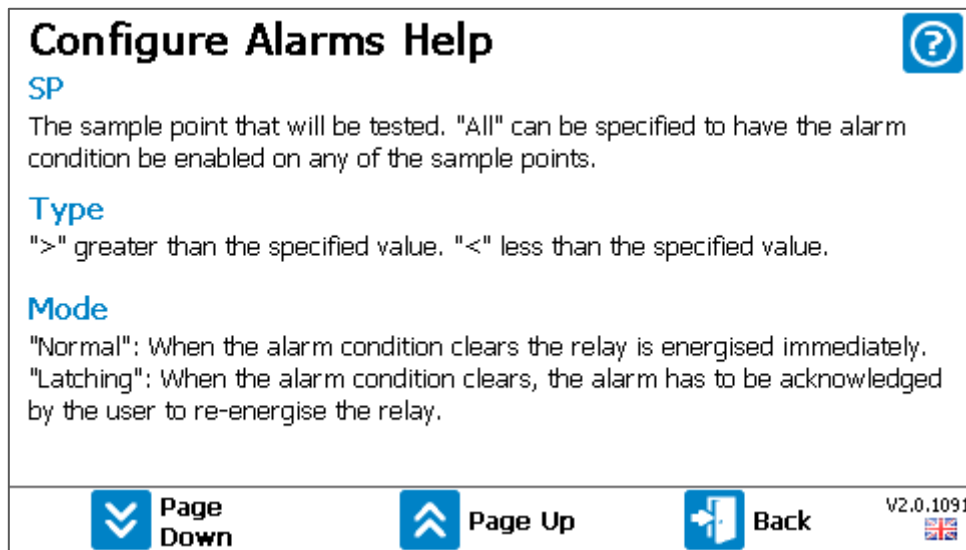 Configure Alarms Help
SP
The sample point that will be tested. "All" can be specified to have the alarm
condition be enabled on any of the sample points.
Type
">" greater than the specified value. "<" less than the specified value.
Mode
"Normal": When the alarm condition clears the relay is energised immediately.
"Latching": When the alarm condition clears, the alarm has to be acknowledged
by the user to re-energise the relay.
Page
Down
Page Up
Back
V2.0.1091